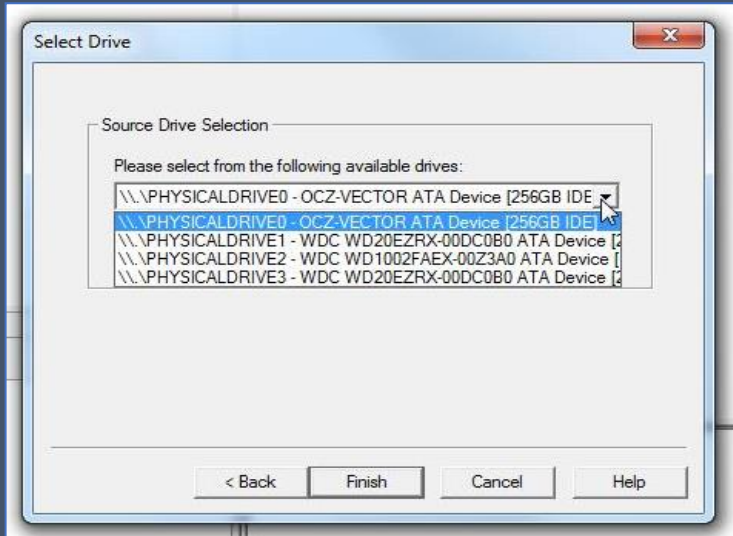 Select Drive
Source Drive Selection
Please select from the following available drives:
\\.\PHYSICALDRIVE0 - OCZ-VECTOR ATA Device [256GB IDE
\\.\PHYSICALDRIVE0 - OCZ-VECTOR ATA Device [256GB IDE]
\\.\PHYSICALDRIVE1 - WDC WD20EZRX-00DC0B0 ATA Device [2
\\.\PHYSICALDRIVE2 - WDC WD1002FAEX-00Z3A0 ATA Device [
\\.\PHYSICALDRIVE3 - WDC WD20EZRX-00DC0B0 ATA Device [2
< Back Finish Cancel Help